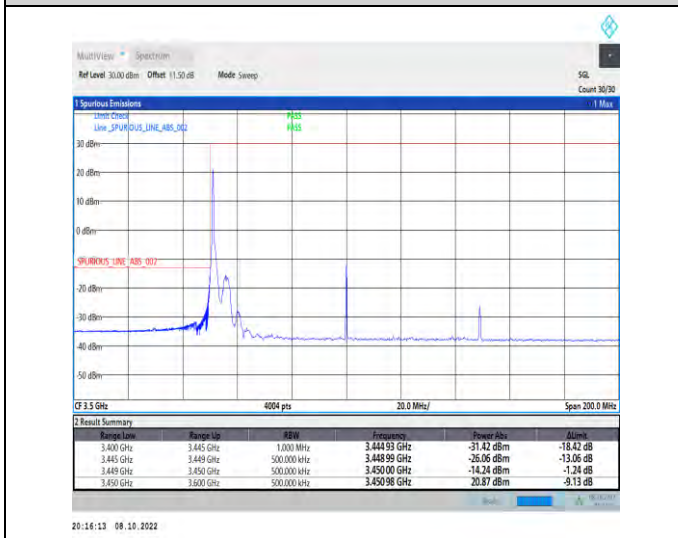 MultiView Spectrum
Ref Level 30.00 dBm Offset 11.50 dB Mode Sweep SGL
Count 30/30
1 Spurious Emissions 1 Max
Limit Check PASS
Line _SPURIOUS_LINE_ABS_002 PASS
30 dBm
20 dBm
10 dBm
0 dBm
_SPURIOUS_LINE_ABS_002
-20 dBm
-30 dBm
-40 dBm
-50 dBm
CF 3.5 GHz 4004 pts 20.0 MHz/ Span 200.0 MHz
2 Result Summary
Range Low Range Up RBW Frequency Power Abs ΔLimit
3.400 GHz 3.445 GHz 1.000 MHz 3.444 93 GHz -31.42 dBm -18.42 dB
3.445 GHz 3.449 GHz 500.000 kHz 3.448 99 GHz -26.06 dBm -13.06 dB
3.449 GHz 3.450 GHz 500.000 kHz 3.450 00 GHz -14.24 dBm -1.24 dB
3.450 GHz 3.600 GHz 500.000 kHz 3.450 98 GHz 20.87 dBm -9.13 dB
20:16:13 08.10.2022